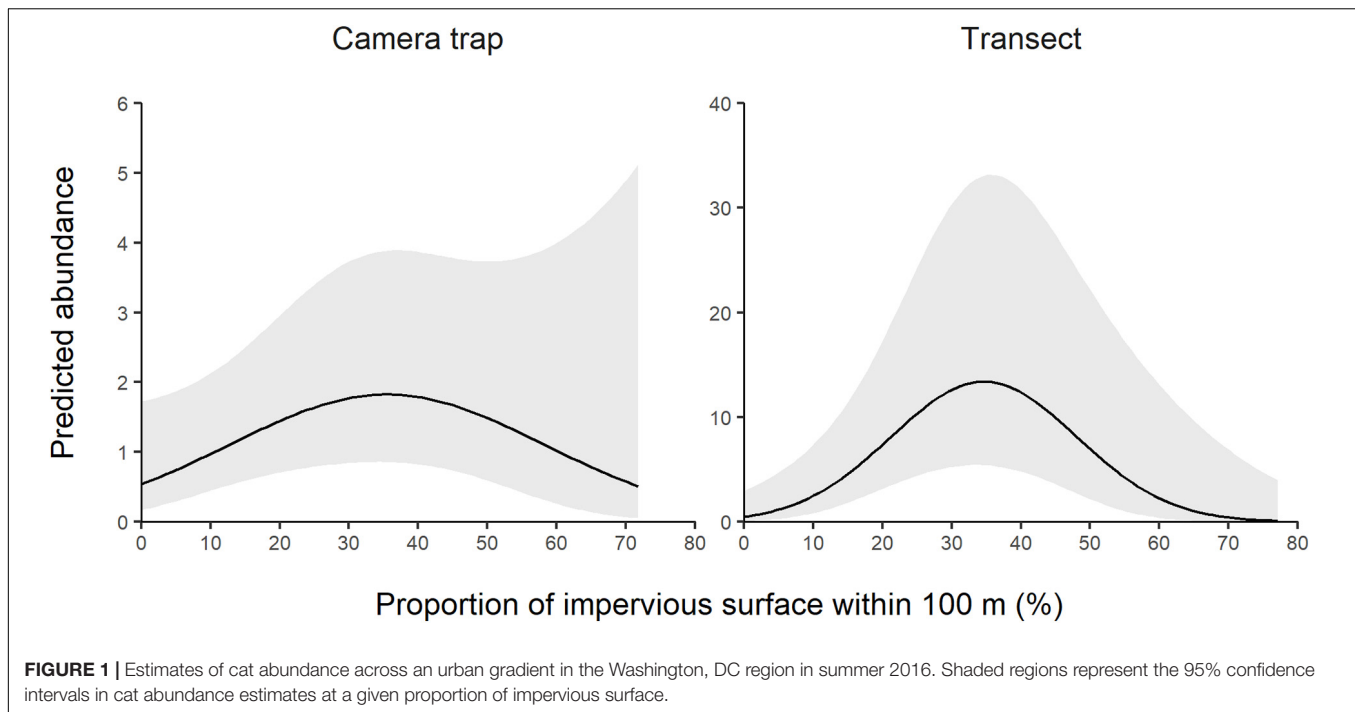 Camera trap
Transect
Predicted abundance
6
5
4
3
2
1
0
0 10 20 30 40 50 60 70 80
40
30
20
10
0
0 10 20 30 40 50 60 70 80
Proportion of impervious surface within 100 m (%)
FIGURE 1 | Estimates of cat abundance across an urban gradient in the Washington, DC region in summer 2016. Shaded regions represent the 95% confidence
intervals in cat abundance estimates at a given proportion of impervious surface.